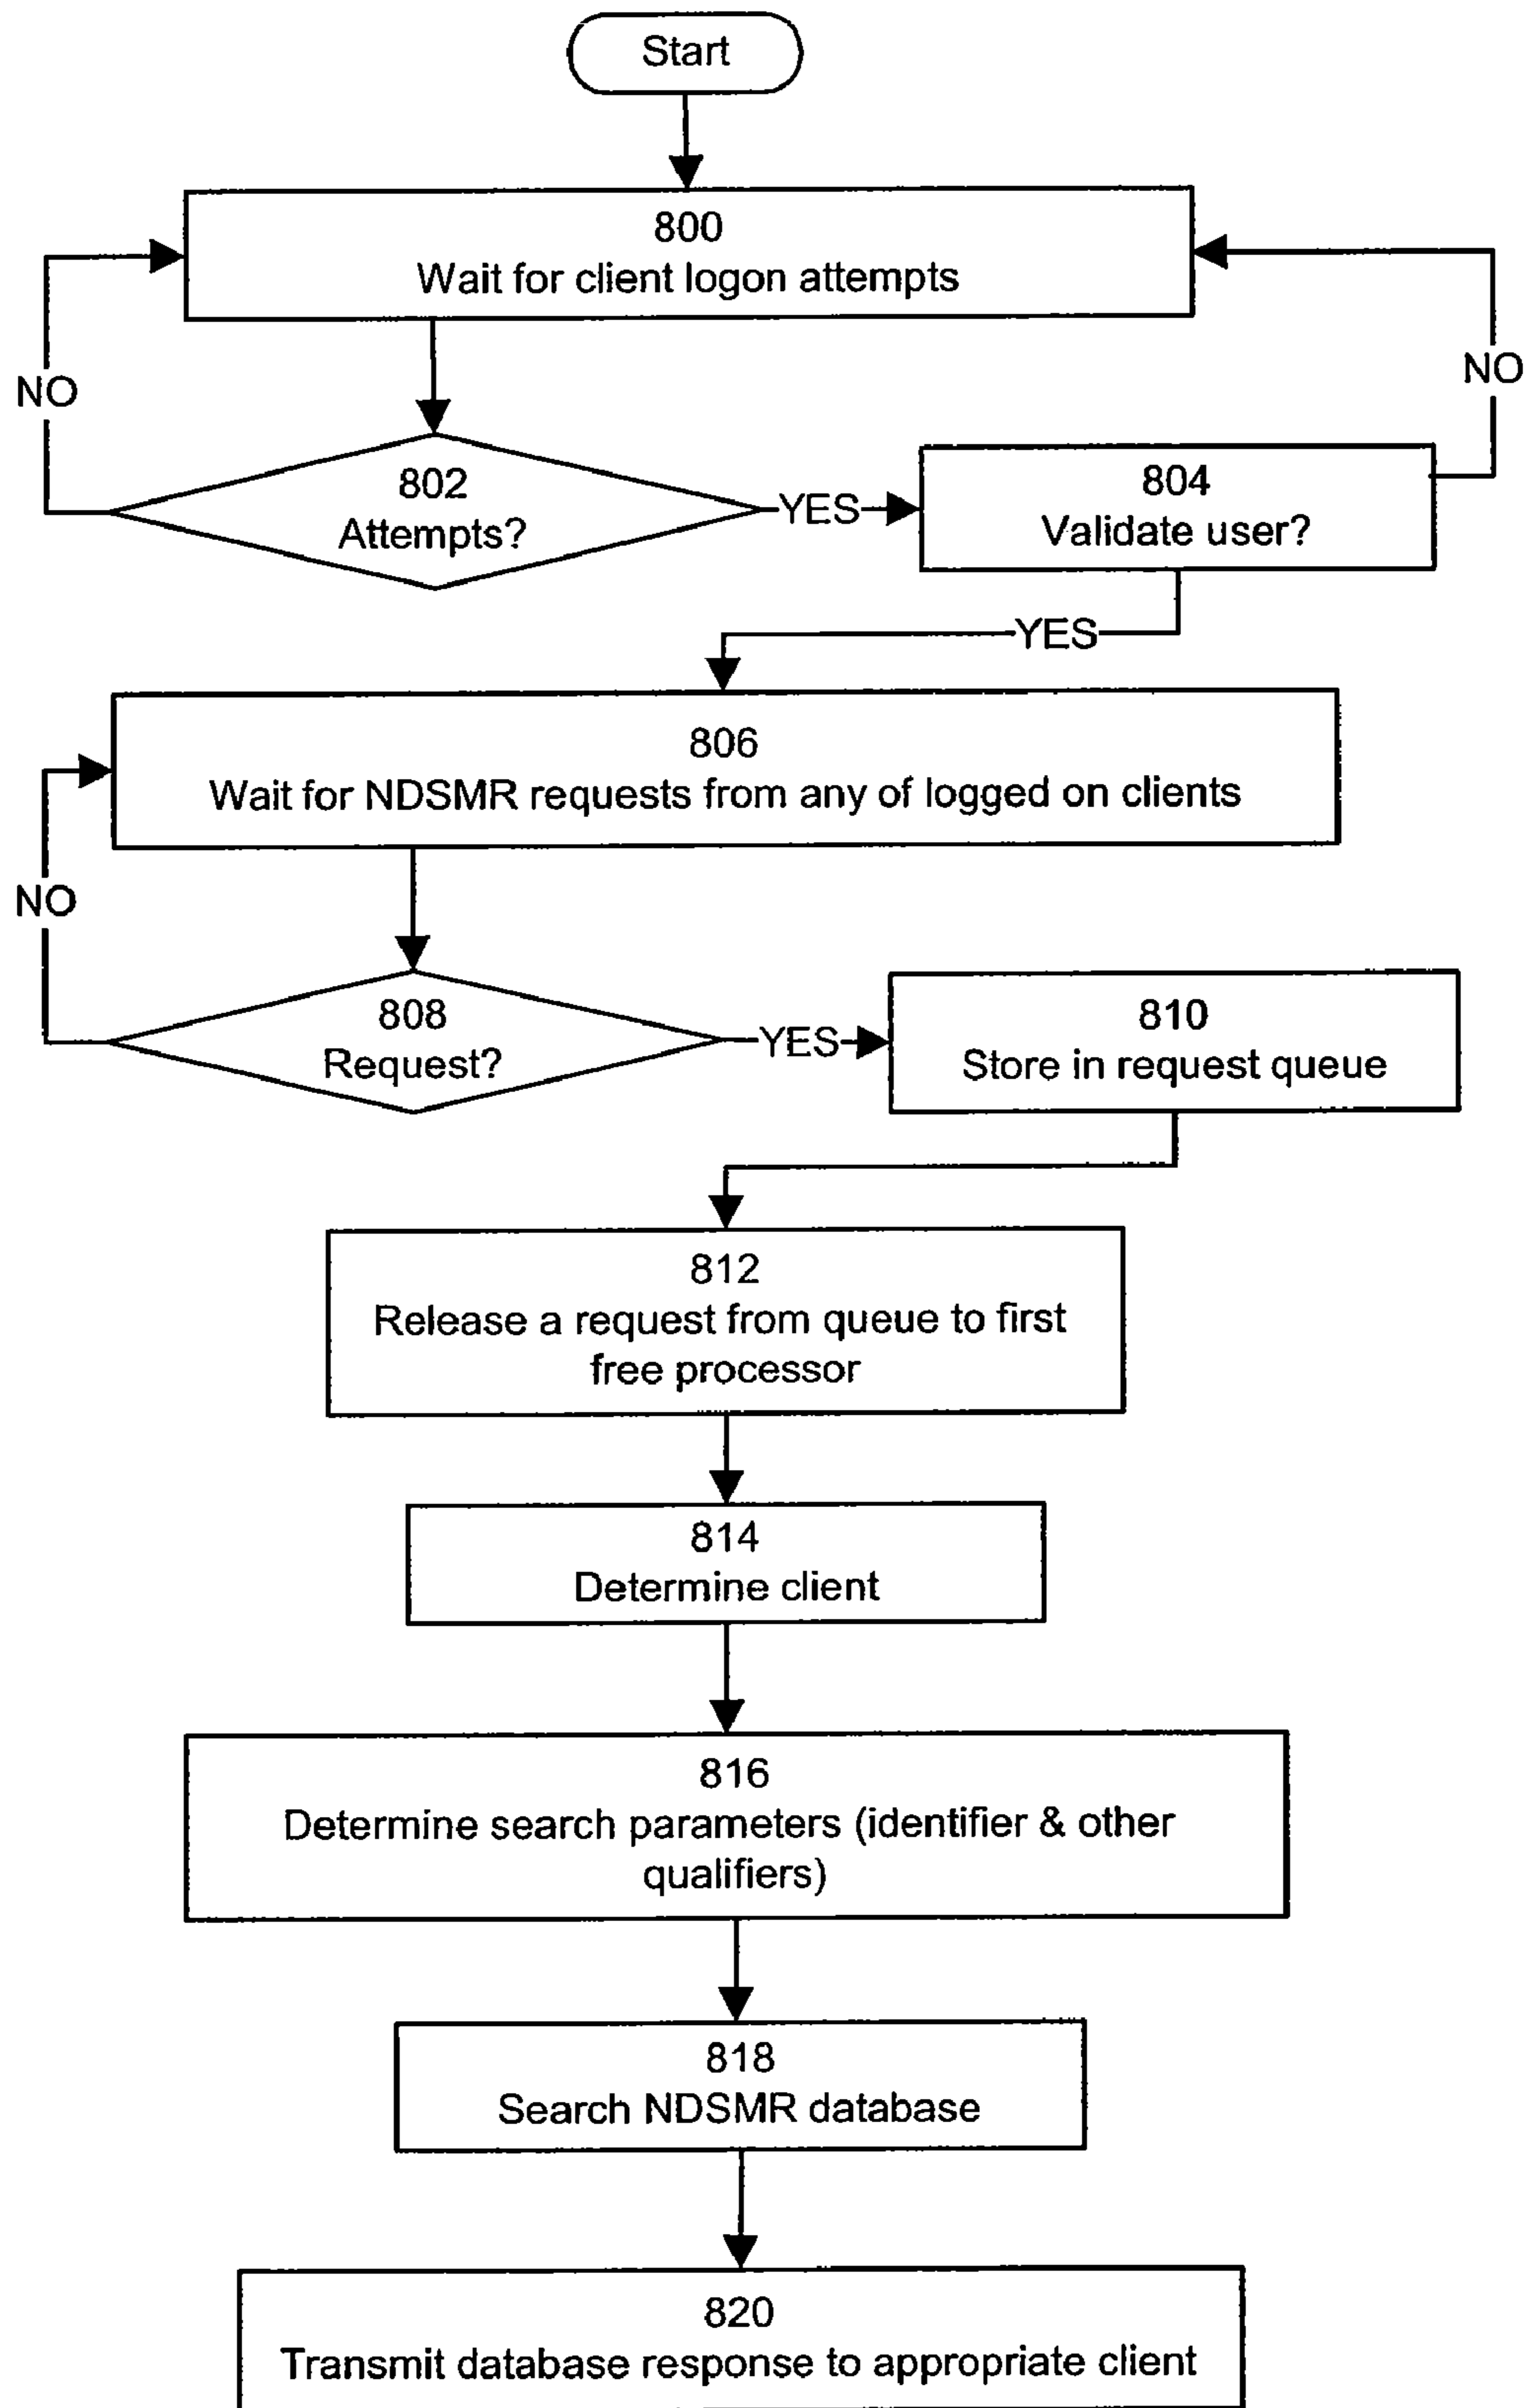 Start
800
Wait for client logon attempts
NO
NO
802
Attempts?
YES
804
Validate user?
YES
806
Wait for NDSMR requests from any of logged on clients
NO
808
Request?
YES
810
Store in request queue
812
Release a request from queue to first
free processor
814
Determine client
816
Determine search parameters (identifier & other
qualifiers)
818
Search NDSMR database
820
Transmit database response to appropriate client